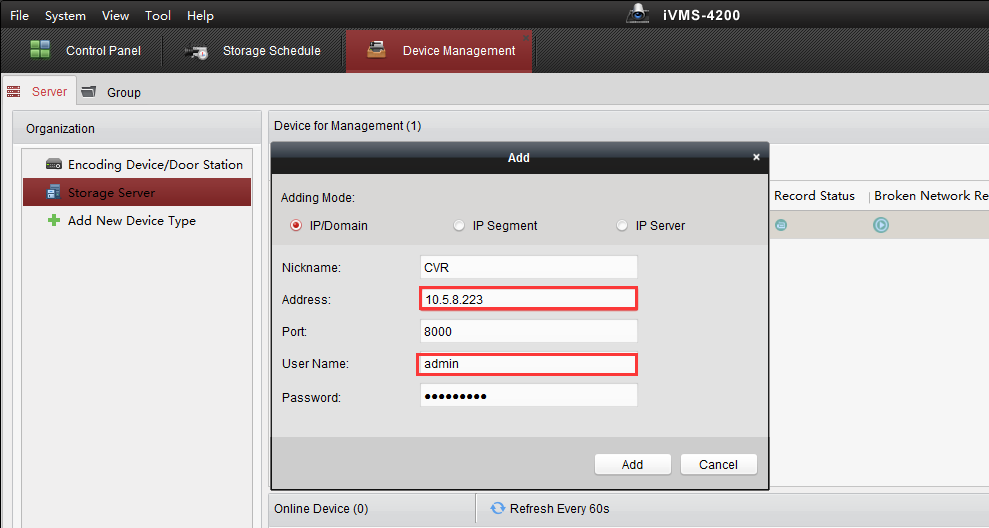 File System View Tool Help iVMS-4200
Control Panel Storage Schedule Device Management
Server Group
Organization
Encoding Device/Door Station
Storage Server
Add New Device Type
Device for Management (1)
Record Status Broken Network Re
Add
Adding Mode:
IP/Domain IP Segment IP Server
Nickname: CVR
Address: 10.5.8.223
Port: 8000
User Name: admin
Password: ●●●●●●●●●
Add Cancel
Online Device (0) Refresh Every 60s